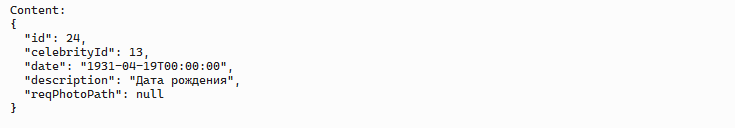 Content:
{
  "id": 24,
  "celebrityId": 13,
  "date": "1931-04-19T00:00:00",
  "description": "Дата рождения",
  "reqPhotoPath": null
}